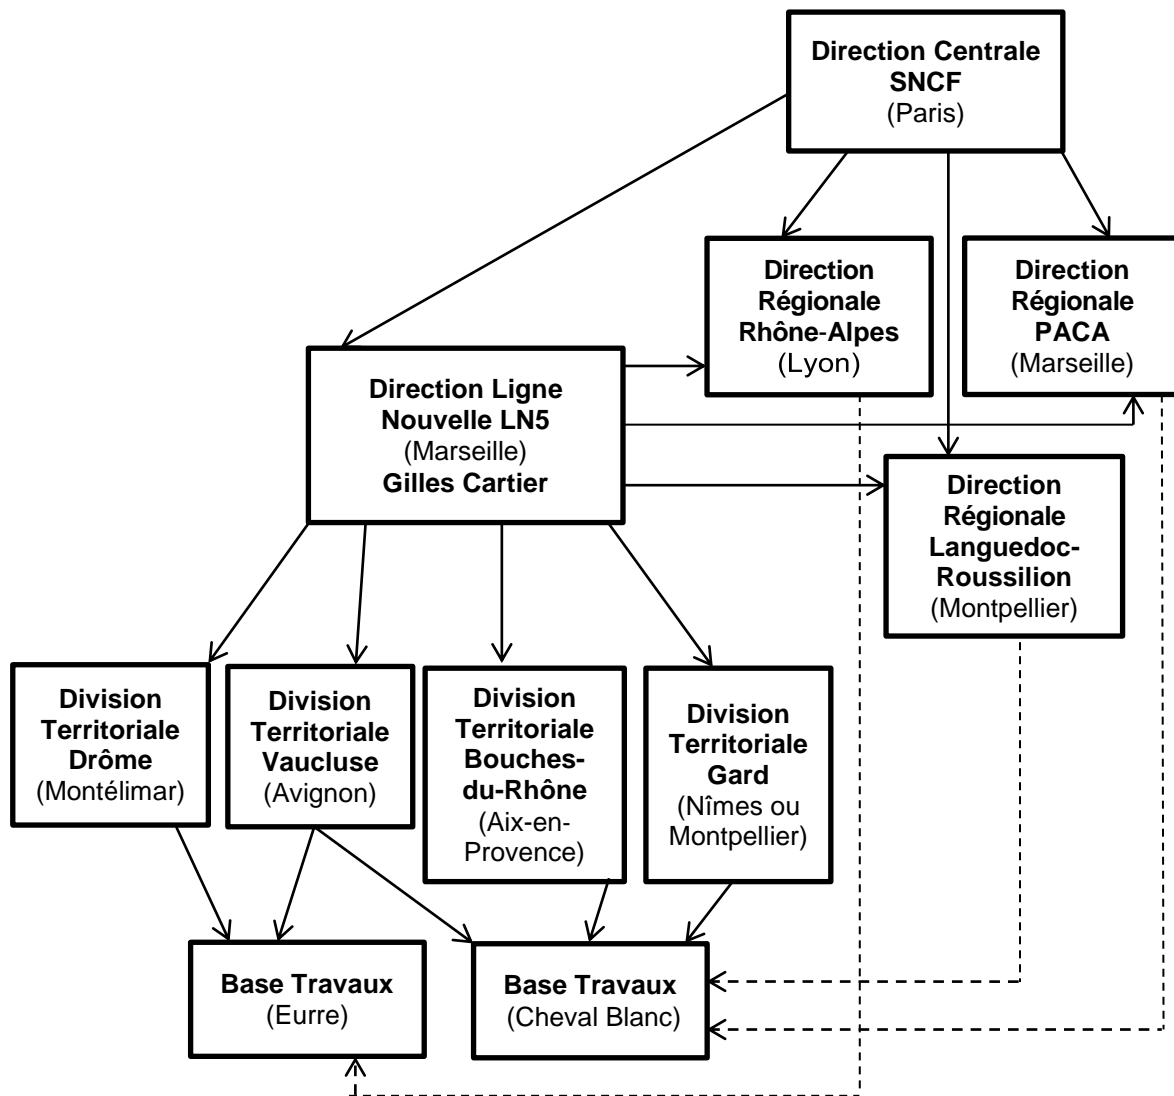 Direction Centrale
SNCF
(Paris)
Direction
Régionale
Rhône-Alpes
(Lyon)
Direction
Régionale
PACA
(Marseille)
Direction Ligne
Nouvelle LN5
(Marseille)
Gilles Cartier
Direction
Régionale
Languedoc-
Roussilion
(Montpellier)
Division
Territoriale
Drôme
(Montélimar)
Division
Territoriale
Vaucluse
(Avignon)
Division
Territoriale
Bouches-
du-Rhône
(Aix-en-
Provence)
Division
Territoriale
Gard
(Nîmes ou
Montpellier)
Base Travaux
(Eurre)
Base Travaux
(Cheval Blanc)